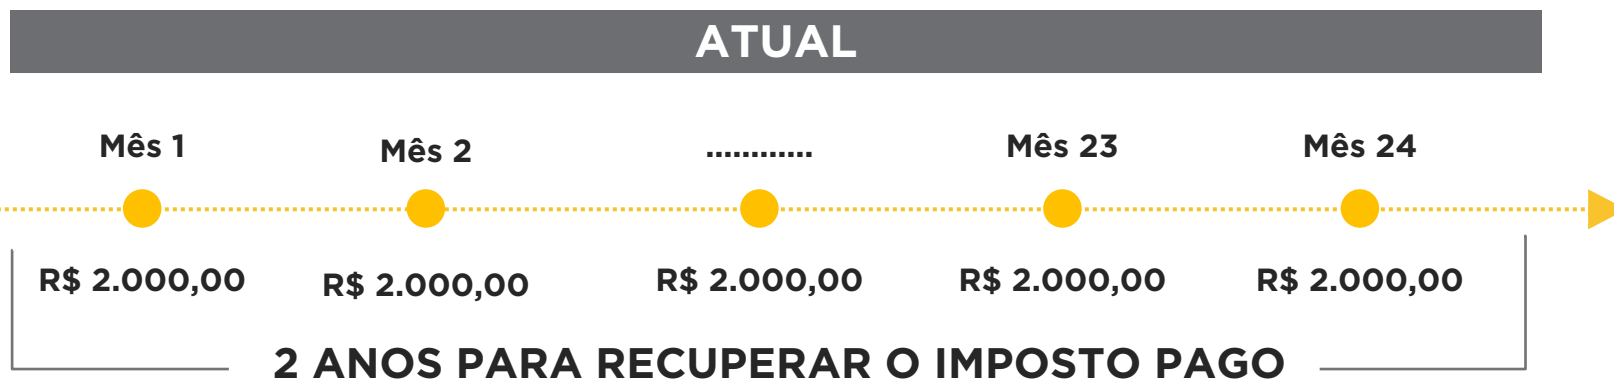 ATUAL
Mês 1 Mês 2 ............ Mês 23 Mês 24
R$ 2.000,00 R$ 2.000,00 R$ 2.000,00 R$ 2.000,00 R$ 2.000,00
2 ANOS PARA RECUPERAR O IMPOSTO PAGO